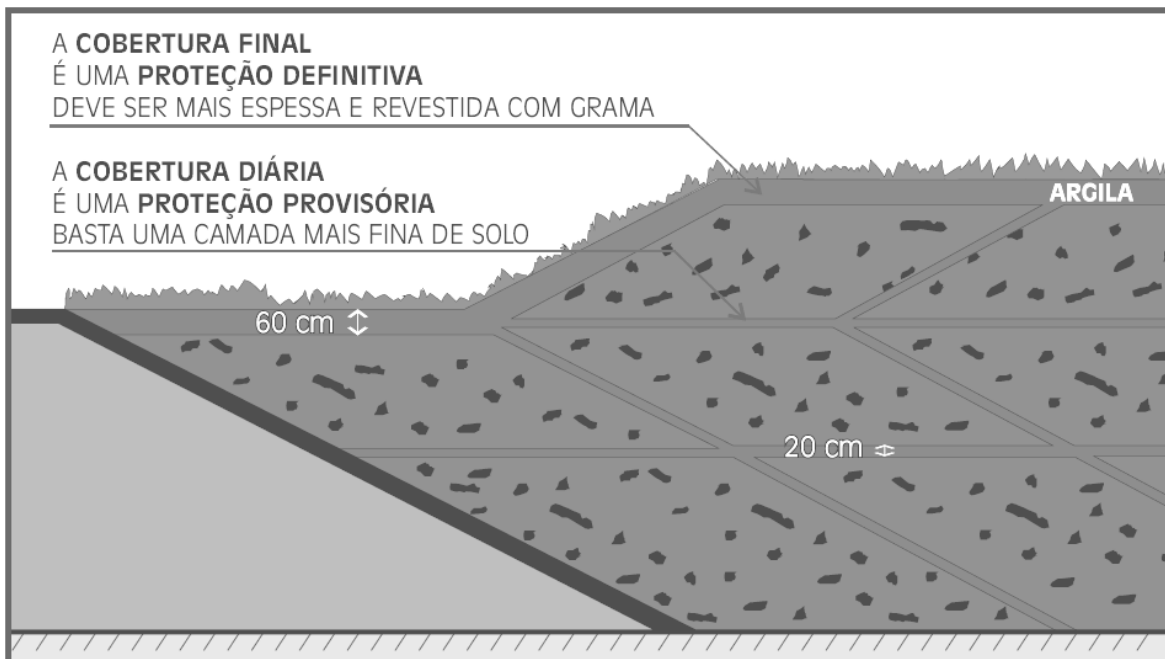 A COBERTURA FINAL
É UMA PROTEÇÃO DEFINITIVA
DEVE SER MAIS ESPESSA E REVESTIDA COM GRAMA
A COBERTURA DIÁRIA
É UMA PROTEÇÃO PROVISÓRIA
BASTA UMA CAMADA MAIS FINA DE SOLO
ARGILA
60 cm
20 cm